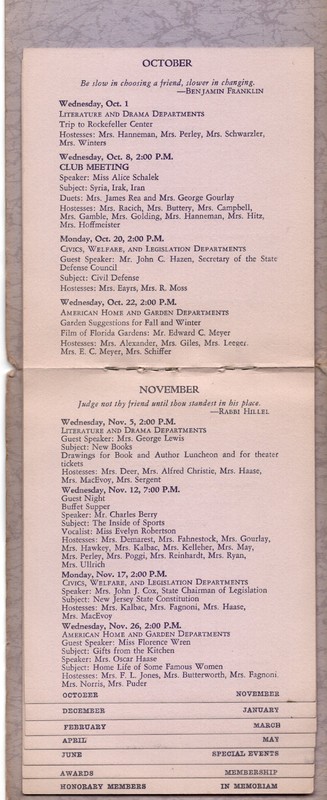 OCTOBER
Be slow in choosing a friend, slower in changing.
—BENJAMIN FRANKLIN
Wednesday, Oct. 1
LITERATURE AND DRAMA DEPARTMENTS
Trip to Rockefeller Center
Hostesses: Mrs. Hanneman, Mrs. Perley, Mrs. Schwarzler,
Mrs. Winters
Wednesday, Oct. 8, 2:00 P.M.
CLUB MEETING
Speaker: Miss Alice Schalek
Subject: Syria, Irak, Iran
Duets: Mrs. James Rea and Mrs. George Gourlay
Hostesses: Mrs. Racich, Mrs. Buttery, Mrs. Campbell,
Mrs. Gamble, Mrs. Golding, Mrs. Hanneman, Mrs. Hitz,
Mrs. Hoffmeister
Monday, Oct. 20, 2:00 P.M.
CIVICS, WELFARE, AND LEGISLATION DEPARTMENTS
Guest Speaker: Mr. John C. Hazen, Secretary of the State
Defense Council
Subject: Civil Defense
Hostesses: Mrs. Eayrs, Mrs. R. Moss
Wednesday, Oct. 22, 2:00 P.M.
AMERICAN HOME AND GARDEN DEPARTMENTS
Garden Suggestions for Fall and Winter
Film of Florida Gardens: Mr. Edward C. Meyer
Hostesses: Mrs. Alexander, Mrs. Giles, Mrs. Leeger,
Mrs. E. C. Meyer, Mrs. Schiffer
NOVEMBER
Judge not thy friend until thou standest in his place.
—RABBI HILLEL
Wednesday, Nov. 5, 2:00 P.M.
LITERATURE AND DRAMA DEPARTMENTS
Guest Speaker: Mrs. George Lewis
Subject: New Books
Drawings for Book and Author Luncheon and for theater
tickets
Hostesses: Mrs. Deer, Mrs. Alfred Christie, Mrs. Haase,
Mrs. MacEvoy, Mrs. Sergent
Wednesday, Nov. 12, 7:00 P.M.
Guest Night
Buffet Supper
Speaker: Mr. Charles Berry
Subject: The Inside of Sports
Vocalist: Miss Evelyn Robertson
Hostesses: Mrs. Demarest, Mrs. Fahnestock, Mrs. Gourlay,
Mrs. Hawkey, Mrs. Kalbac, Mrs. Kelleher, Mrs. May,
Mrs. Perley, Mrs. Poggi, Mrs. Reinhardt, Mrs. Ryan,
Mrs. Ullrich
Monday, Nov. 17, 2:00 P.M.
CIVICS, WELFARE, AND LEGISLATION DEPARTMENTS
Speaker: Mrs. John J. Cox, State Chairman of Legislation
Subject: New Jersey State Constitution
Hostesses: Mrs. Kalbac, Mrs. Fagnoni, Mrs. Haase,
Mrs. MacEvoy
Wednesday, Nov. 26, 2:00 P.M.
AMERICAN HOME AND GARDEN DEPARTMENTS
Guest Speaker: Miss Florence Wren
Subject: Gifts from the Kitchen
Speaker: Mrs. Oscar Haase
Subject: Home Life of Some Famous Women
Hostesses: Mrs. F. L. Jones, Mrs. Butterworth, Mrs. Fagnoni,
Mrs. Norris, Mrs. Puder
OCTOBER NOVEMBER
DECEMBER JANUARY
FEBRUARY MARCH
APRIL MAY
JUNE SPECIAL EVENTS
AWARDS MEMBERSHIP
HONORARY MEMBERS IN MEMORIAM